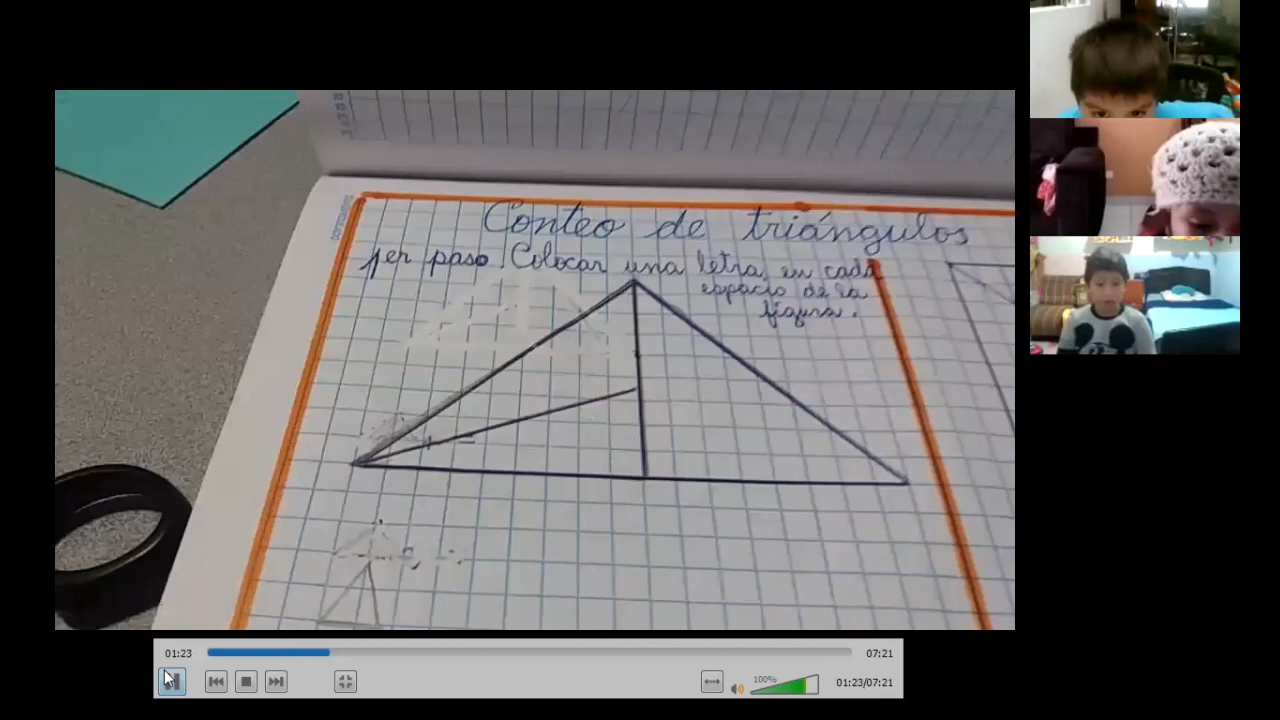 Conteo de triángulos
1er paso. Colocar una letra en cada
espacio de la
figura.
01:23
07:21
100%
01:23/07:21